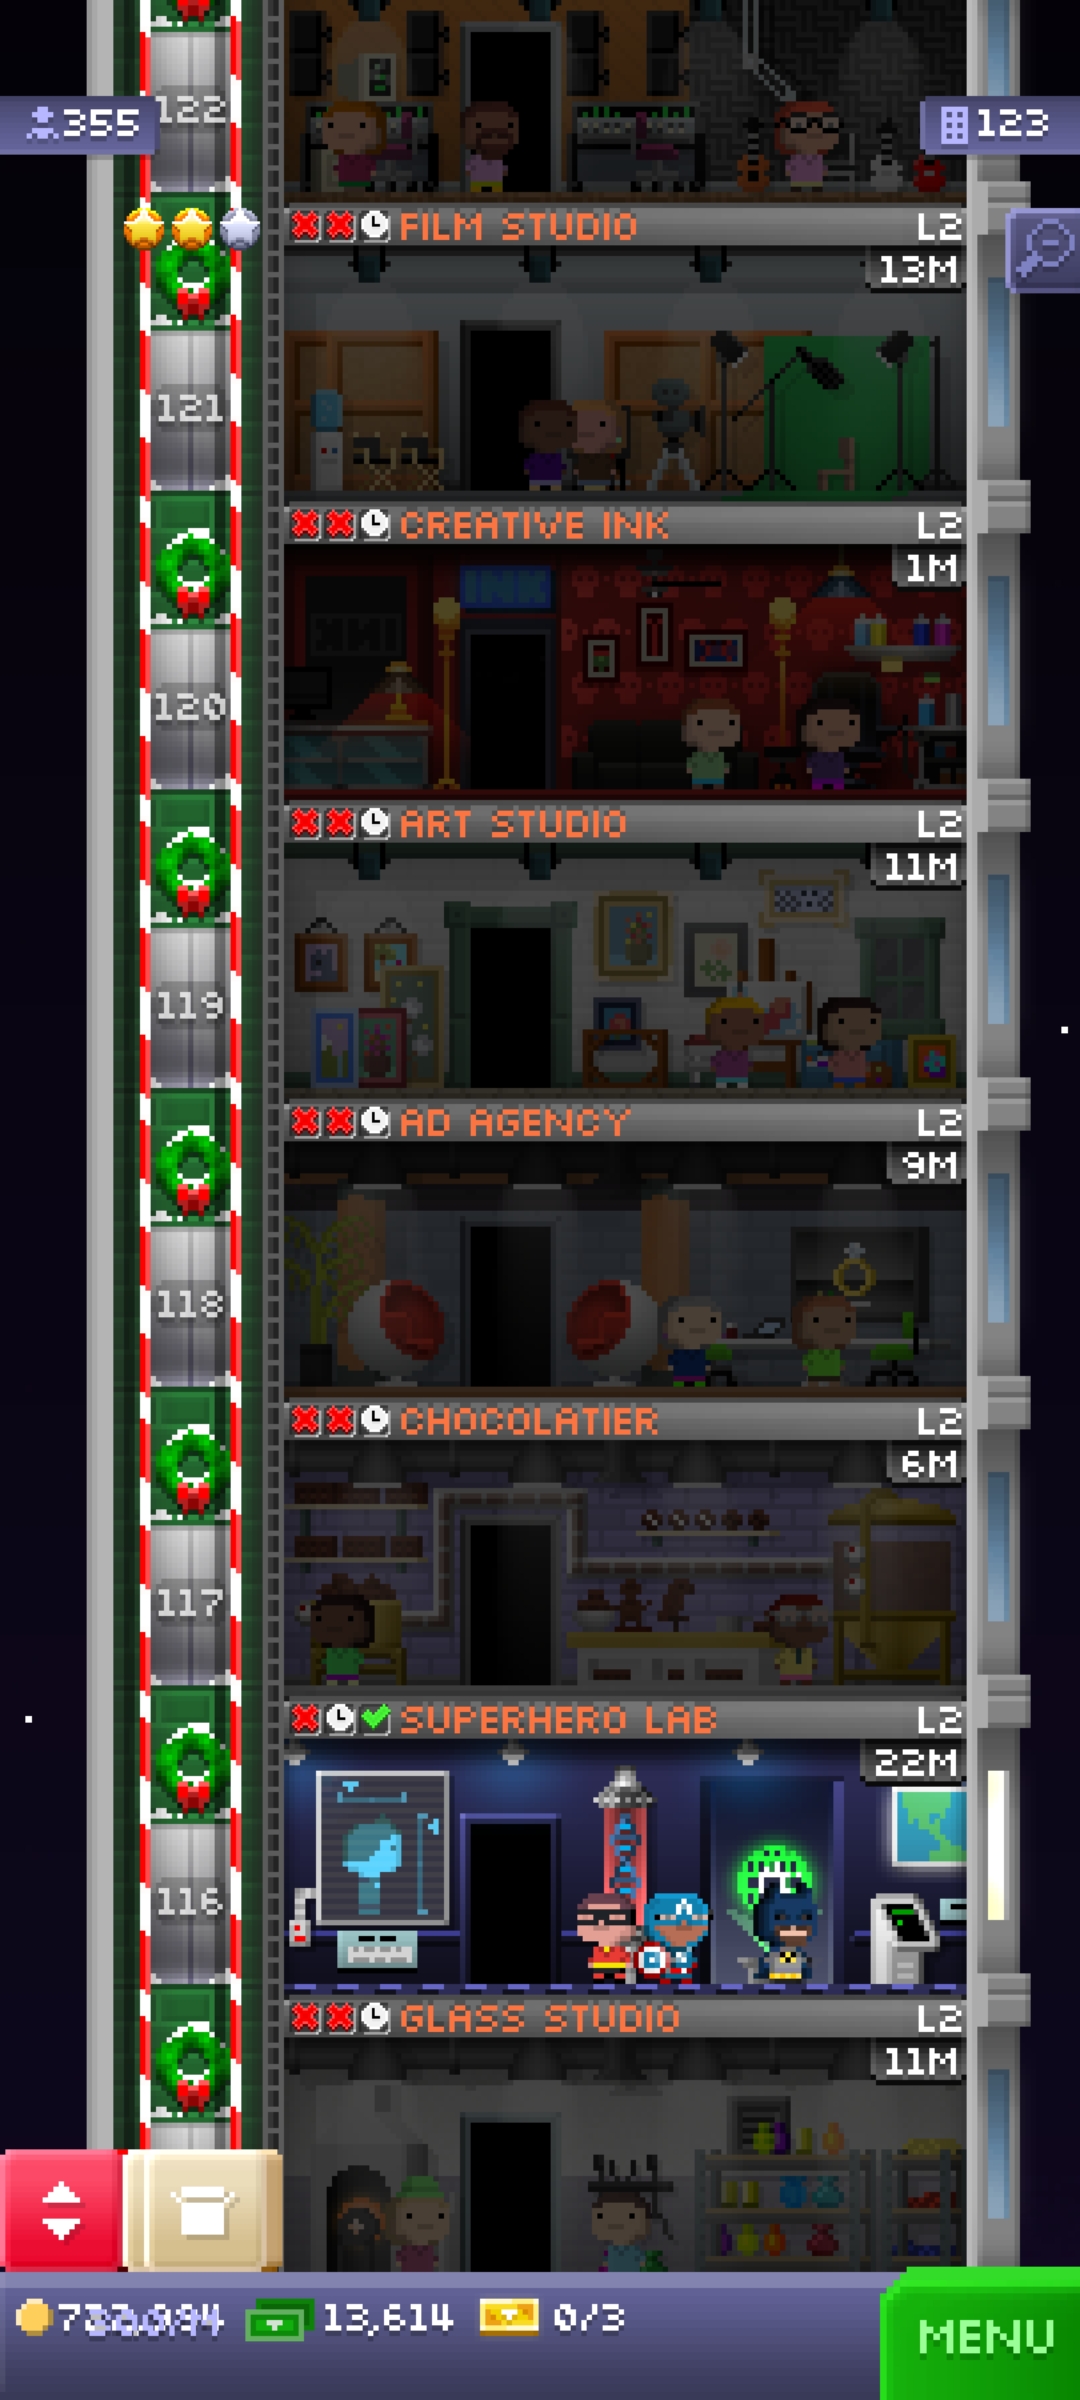 122
355
123
FILM STUDIO L2
13M
121
CREATIVE INK L2
1M
INK
120
ART STUDIO L2
11M
119
AD AGENCY L2
9M
118
CHOCOLATIER L2
6M
117
SUPERHERO LAB L2
22M
116
GLASS STUDIO L2
11M
13,614 0/3
MENU